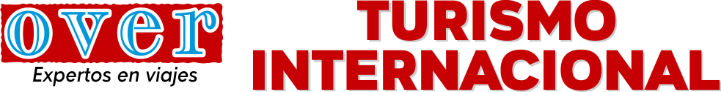 over
Expertos en viajes
TURISMO
INTERNACIONAL